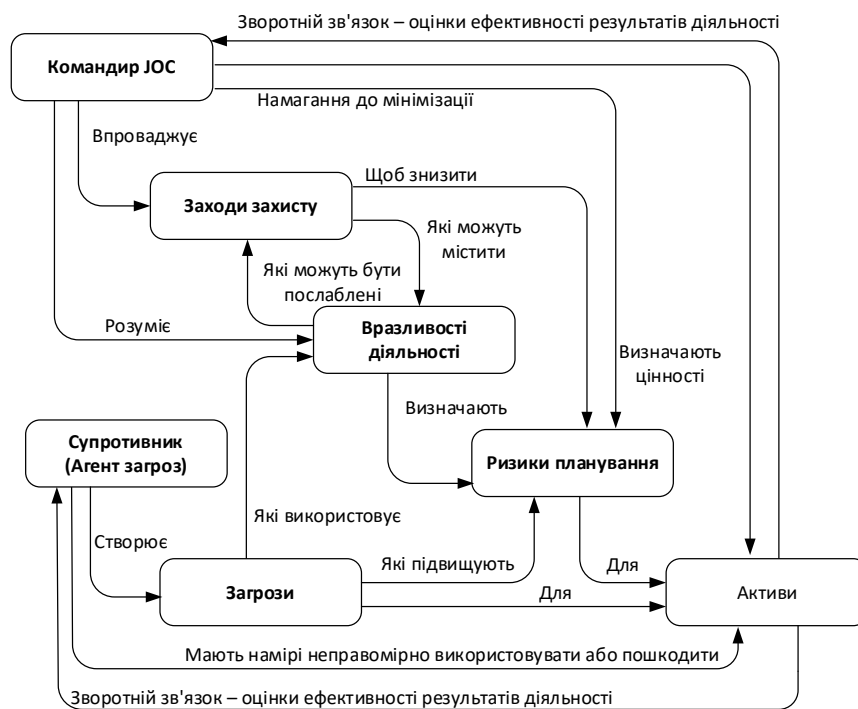 Зворотній зв'язок – оцінки ефективності результатів діяльності
Командир JOC
Намагання до мінімізації
Впроваджує
Щоб знизити
Заходи захисту
Які можуть
містити
Які можуть бути
послаблені
Розуміє
Вразливості
діяльності
Визначають
цінності
Визначають
Супротивник
(Агент загроз)
Ризики планування
Які використовує
Створює
Які підвищують
Для
Загрози
Для
Активи
Мають намірі неправомірно використовувати або пошкодити
Зворотній зв'язок – оцінки ефективності результатів діяльності